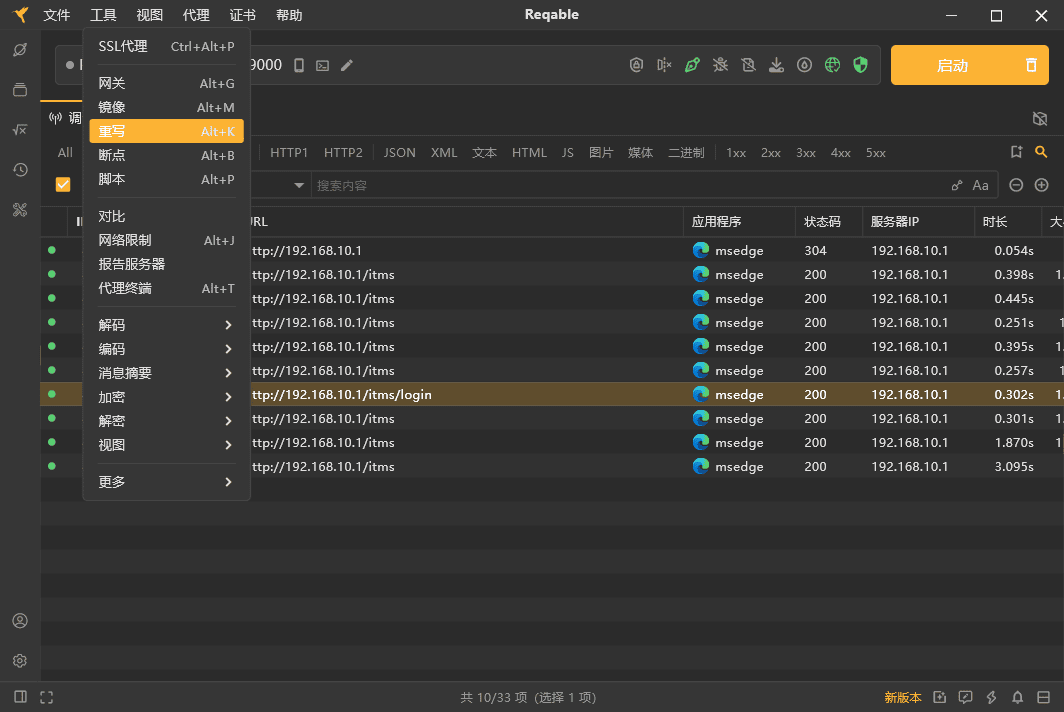 文件 工具 视图 代理 证书 帮助 Reqable
SSL代理 Ctrl+Alt+P
9000 启动
网关 Alt+G
镜像 Alt+M
调
重写 Alt+K
断点 Alt+B
脚本 Alt+P
对比
网络限制 Alt+J
报告服务器
代理终端 Alt+T
解码
编码
消息摘要
加密
解密
视图
更多
All HTTP1 HTTP2 JSON XML 文本 HTML JS 图片 媒体 二进制 1xx 2xx 3xx 4xx 5xx
搜索内容 Aa
URL 应用程序 状态码 服务器IP 时长 大
ttp://192.168.10.1 msedge 304 192.168.10.1 0.054s
ttp://192.168.10.1/itms msedge 200 192.168.10.1 0.398s 1.
ttp://192.168.10.1/itms msedge 200 192.168.10.1 0.445s
ttp://192.168.10.1/itms msedge 200 192.168.10.1 0.251s 1
ttp://192.168.10.1/itms msedge 200 192.168.10.1 0.395s 1.
ttp://192.168.10.1/itms msedge 200 192.168.10.1 0.257s 1
ttp://192.168.10.1/itms/login msedge 200 192.168.10.1 0.302s 1.
ttp://192.168.10.1/itms msedge 200 192.168.10.1 0.301s 1.
ttp://192.168.10.1/itms msedge 200 192.168.10.1 1.870s 1
ttp://192.168.10.1/itms msedge 200 192.168.10.1 3.095s
共 10/33 项 (选择 1 项) 新版本